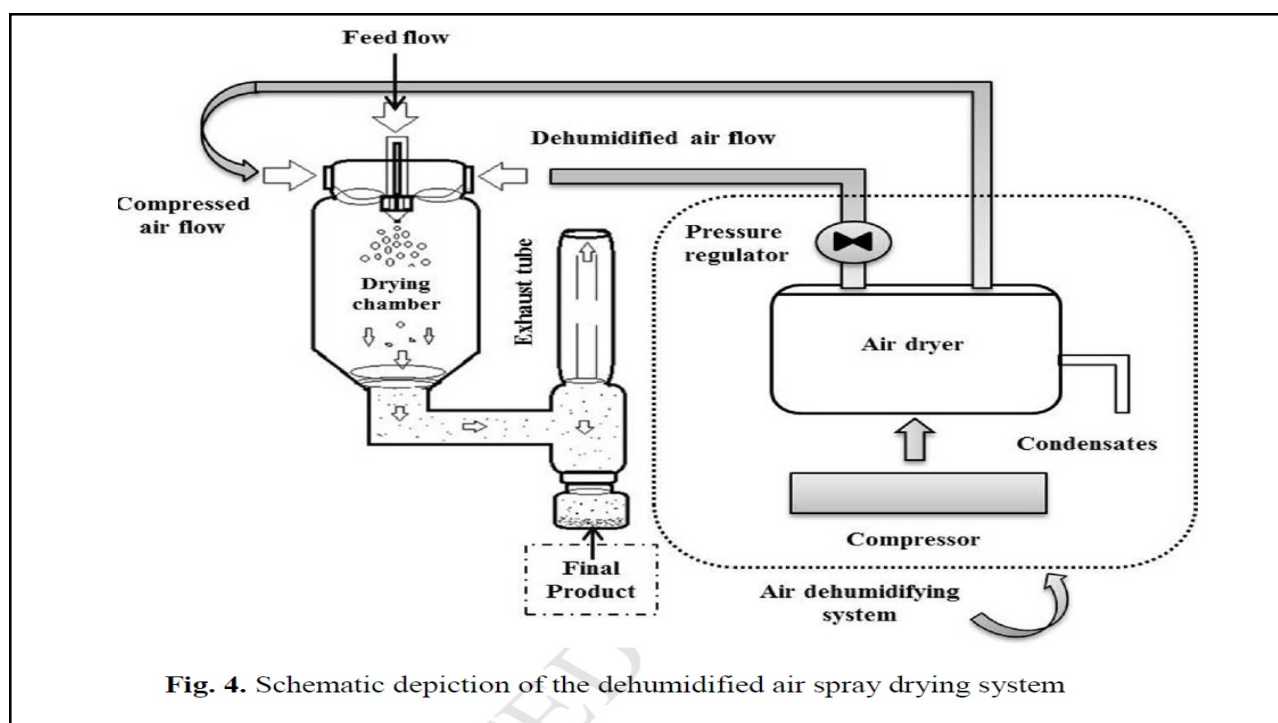 Feed flow
Dehumidified air flow
Compressed
air flow
Pressure
regulator
Exhaust tube
Drying
chamber
Air dryer
Condensates
Compressor
Final
Product
Air dehumidifying
system
Fig. 4. Schematic depiction of the dehumidified air spray drying system